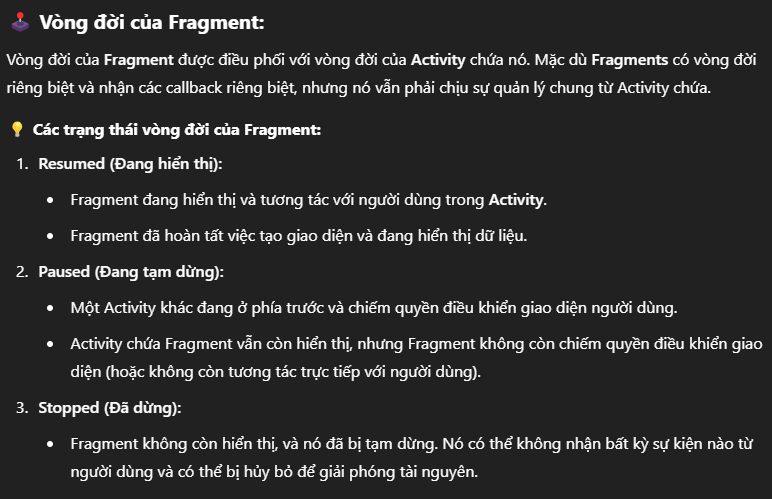 🕹️ Vòng đời của Fragment:
Vòng đời của Fragment được điều phối với vòng đời của Activity chứa nó. Mặc dù Fragments có vòng đời
riêng biệt và nhận các callback riêng biệt, nhưng nó vẫn phải chịu sự quản lý chung từ Activity chứa.
💡 Các trạng thái vòng đời của Fragment:
1. Resumed (Đang hiển thị):
• Fragment đang hiển thị và tương tác với người dùng trong Activity.
• Fragment đã hoàn tất việc tạo giao diện và đang hiển thị dữ liệu.
2. Paused (Đang tạm dừng):
• Một Activity khác đang ở phía trước và chiếm quyền điều khiển giao diện người dùng.
• Activity chứa Fragment vẫn còn hiển thị, nhưng Fragment không còn chiếm quyền điều khiển giao
diện (hoặc không còn tương tác trực tiếp với người dùng).
3. Stopped (Đã dừng):
• Fragment không còn hiển thị, và nó đã bị tạm dừng. Nó có thể không nhận bất kỳ sự kiện nào từ
người dùng và có thể bị hủy bỏ để giải phóng tài nguyên.